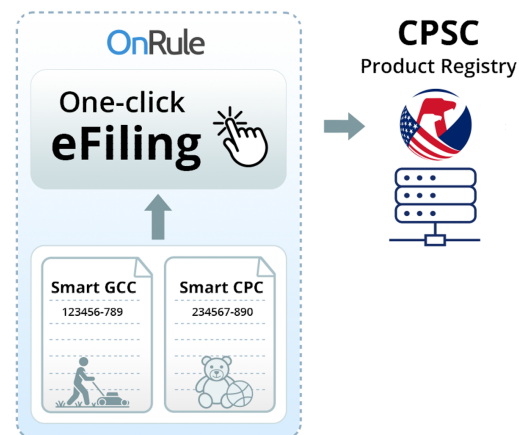 OnRule
One-click
eFiling
Smart GCC
123456-789
Smart CPC
234567-890
CPSC
Product Registry